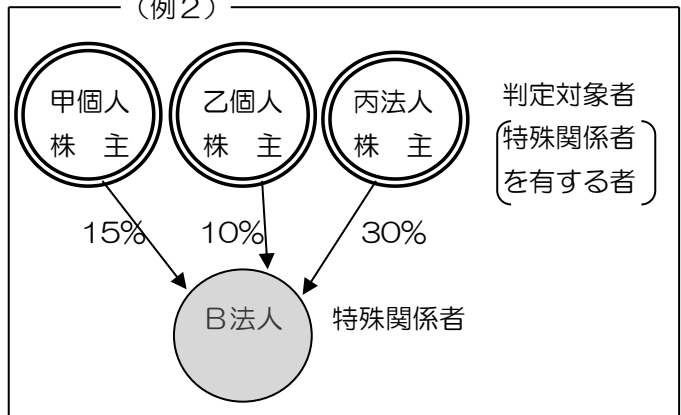 （例２）
甲個人
株　主
乙個人
株　主
丙法人
株　主
判定対象者
特殊関係者
を有する者
15%
10%
30%
Ｂ法人
特殊関係者